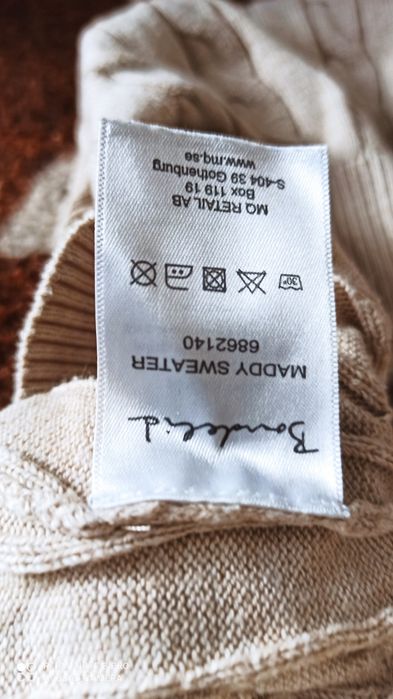 Bondelid
MADDY SWEATER
6862140
30°
MQ RETAIL AB
Box 119 19
S-404 39 Gothenburg
www.mq.se